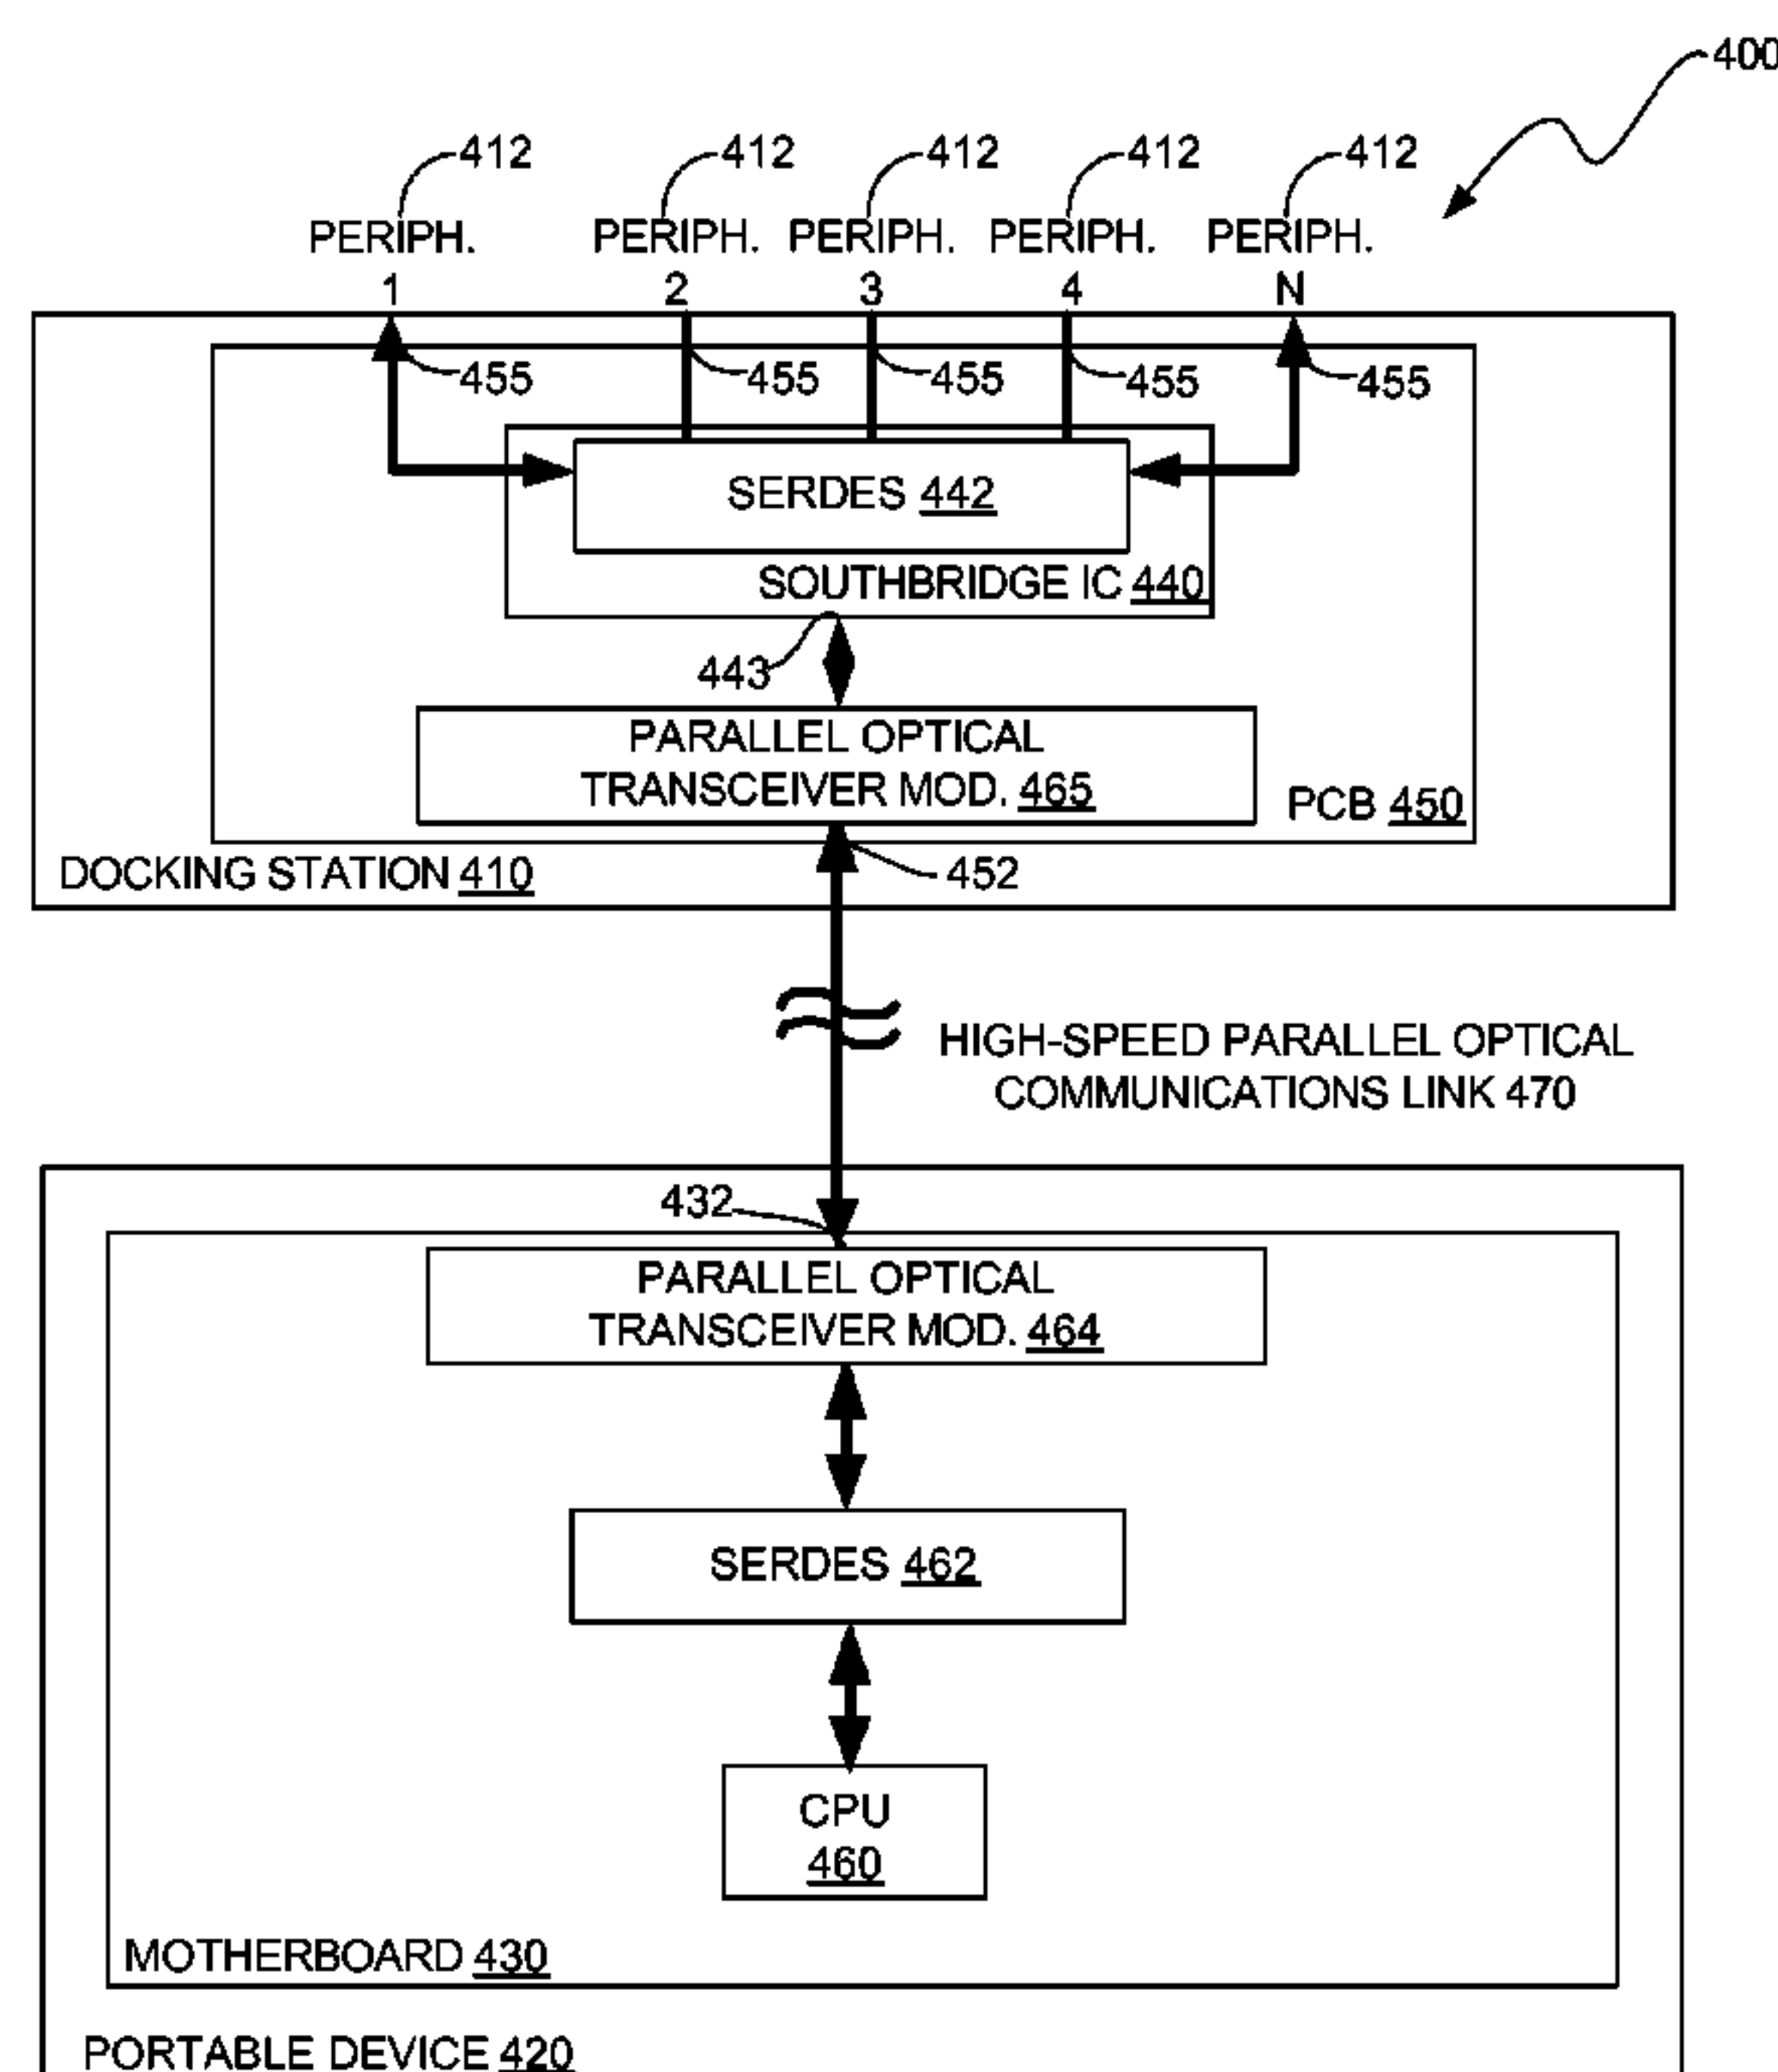 400
412 412 412 412 412
PERIPH. PERIPH. PERIPH. PERIPH. PERIPH.
1 2 3 4 N
455 455 455 455 455
SERDES 442
SOUTHBRIDGE IC 440
443
PARALLEL OPTICAL
TRANSCEIVER MOD. 465
PCB 450
DOCKING STATION 410
452
HIGH-SPEED PARALLEL OPTICAL
COMMUNICATIONS LINK 470
432
PARALLEL OPTICAL
TRANSCEIVER MOD. 464
SERDES 462
CPU
460
MOTHERBOARD 430
PORTABLE DEVICE 420